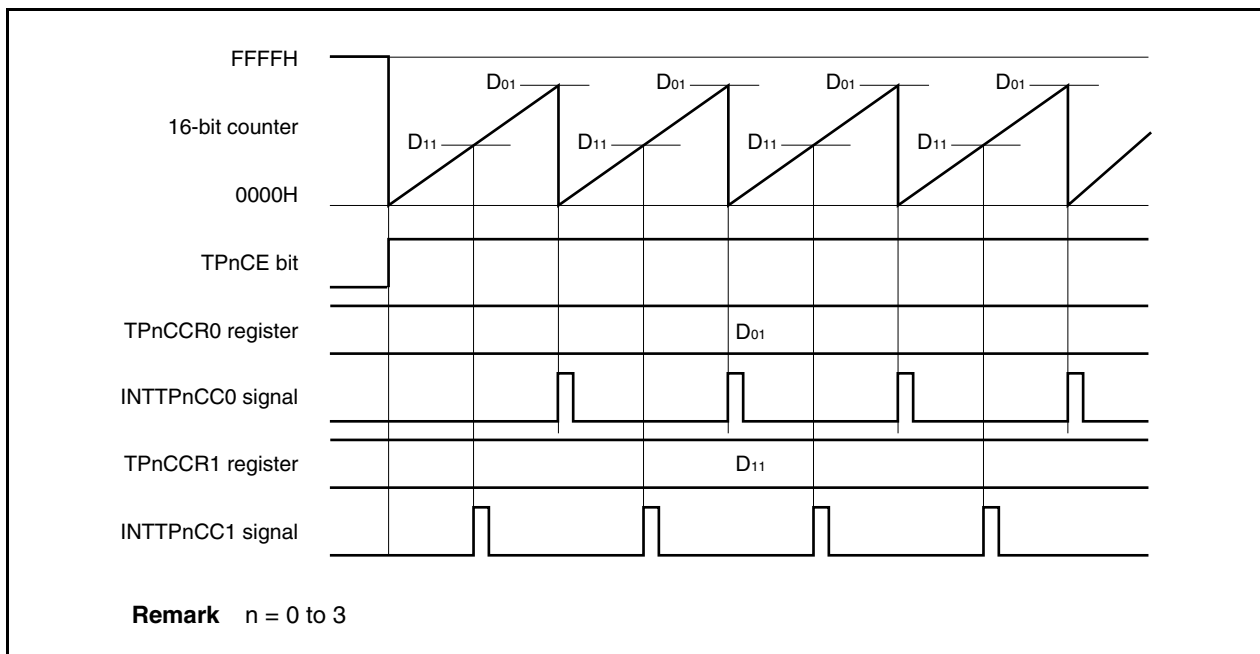 FFFFH
D01 D01 D01 D01
16-bit counter
D11 D11 D11 D11
0000H
TPnCE bit
TPnCCR0 register
D01
INTTPnCC0 signal
TPnCCR1 register
D11
INTTPnCC1 signal
Remark n = 0 to 3